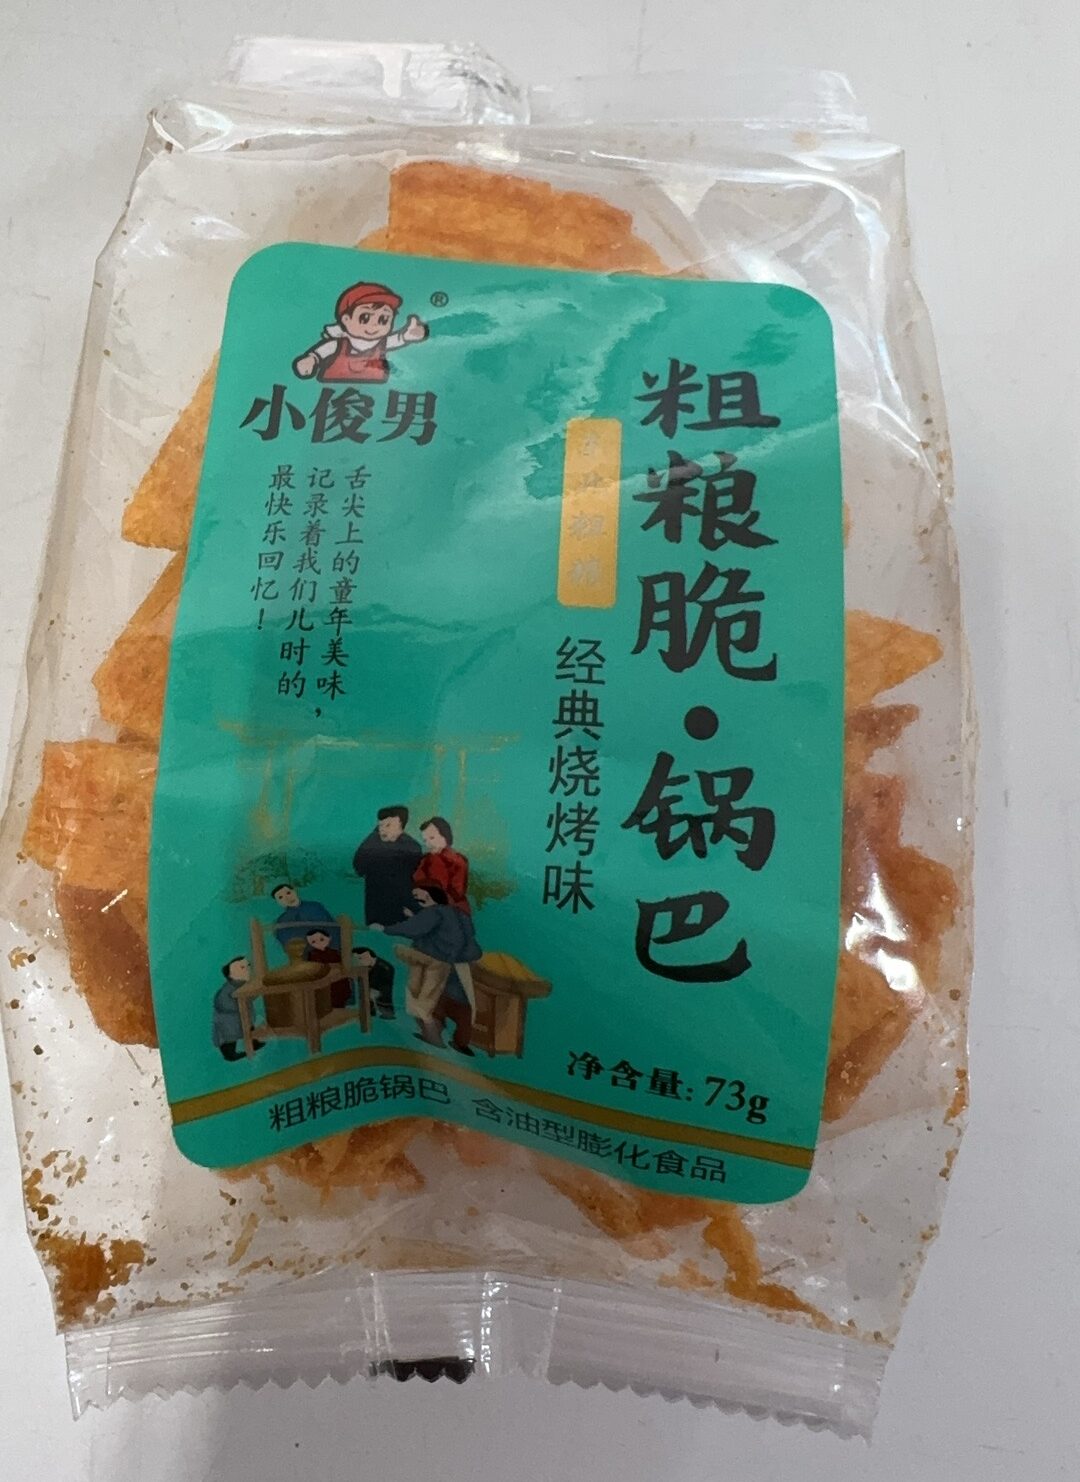 ®
小俊男
舌尖上的童年美味，
记录着我们儿时的
最快乐回忆！
粗粮脆·锅巴
经典烧烤味
净含量: 73g
粗粮脆锅巴 含油型膨化食品